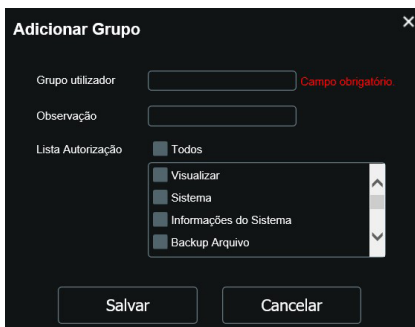 Adicionar Grupo
Grupo utilizador
Campo obrigatório.
Observação
Lista Autorização
Todos
Visualizar
Sistema
Informações do Sistema
Backup Arquivo
Salvar
Cancelar